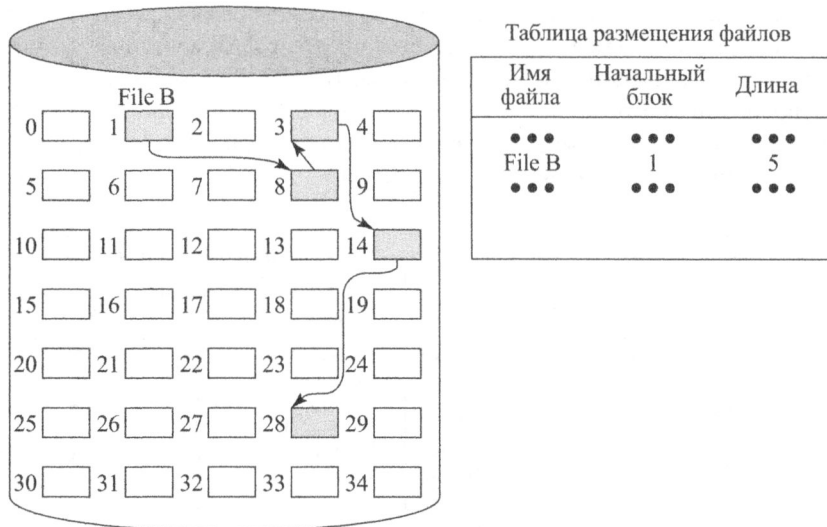 Таблица размещения файлов
Имя файла Начальный блок Длина
••• ••• •••
File B 1 5
••• ••• •••
File B
0 1 2 3 4
5 6 7 8 9
10 11 12 13 14
15 16 17 18 19
20 21 22 23 24
25 26 27 28 29
30 31 32 33 34